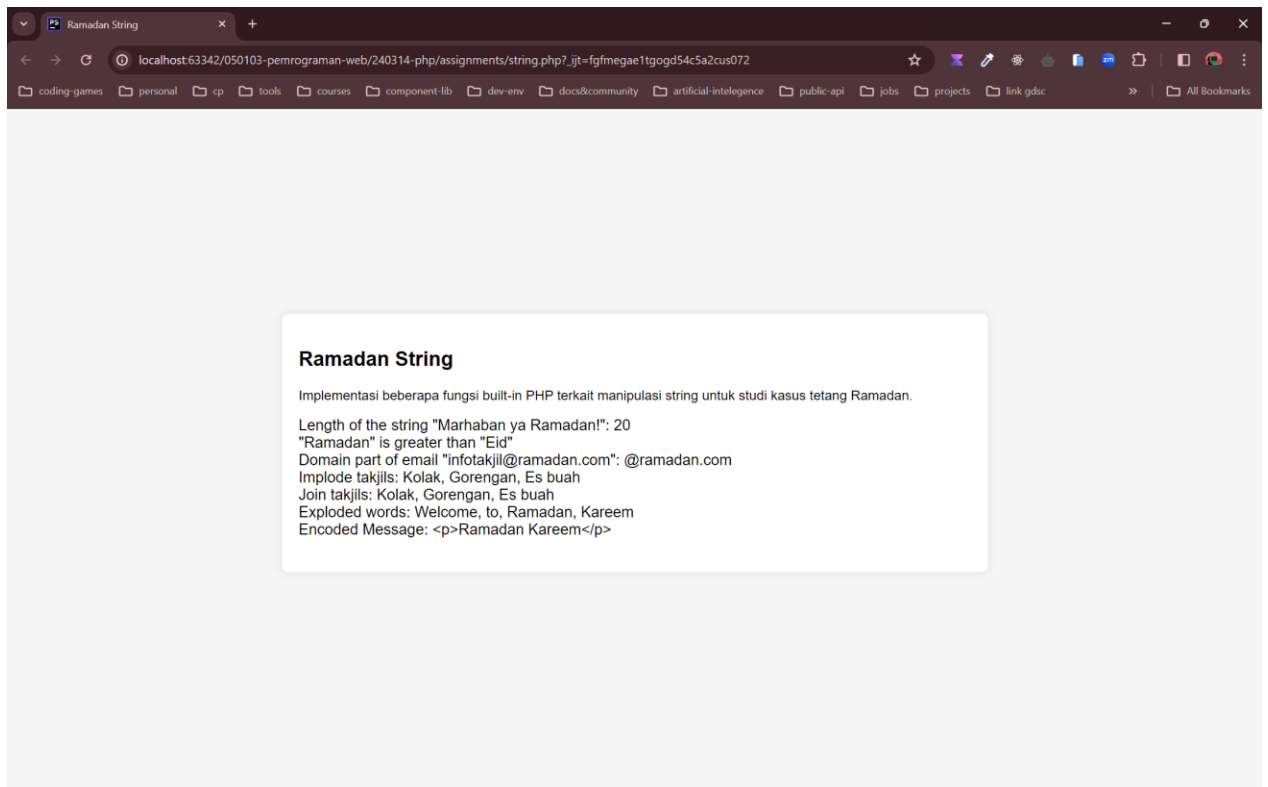 Ramadan String
localhost:63342/050103-pemrograman-web/240314-php/assignments/string.php?_ijt=fgfmegae1tgogd54c5a2cus072
coding-games personal cp tools courses component-lib dev-env docs&community artificial-intelegence public-api jobs projects link gdsc » All Bookmarks
Ramadan String
Implementasi beberapa fungsi built-in PHP terkait manipulasi string untuk studi kasus tetang Ramadan.
Length of the string "Marhaban ya Ramadan!": 20
"Ramadan" is greater than "Eid"
Domain part of email "infotakjil@ramadan.com": @ramadan.com
Implode takjils: Kolak, Gorengan, Es buah
Join takjils: Kolak, Gorengan, Es buah
Exploded words: Welcome, to, Ramadan, Kareem
Encoded Message: <p>Ramadan Kareem</p>